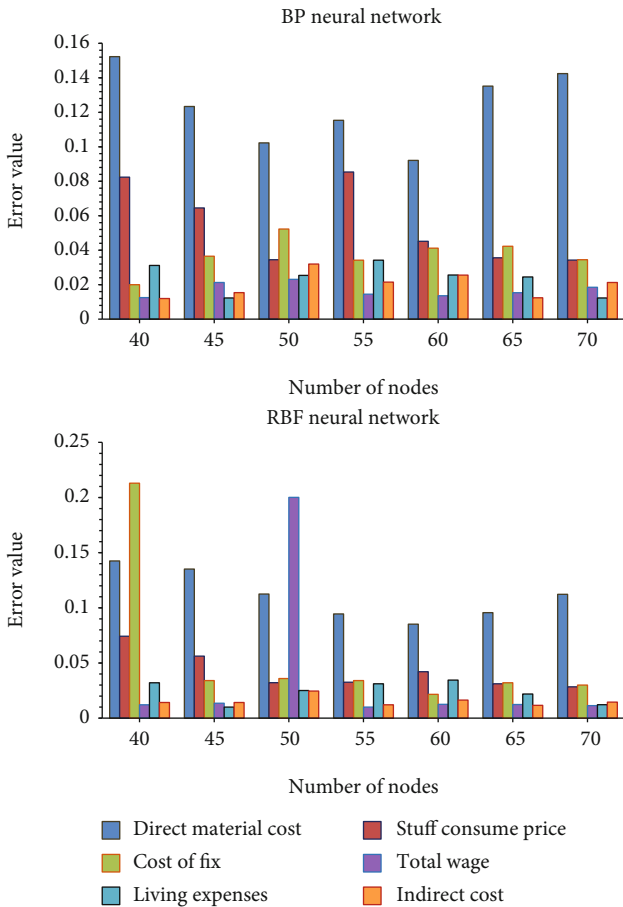 BP neural network
0.16
0.14
0.12
0.1
0.08
0.06
0.04
0.02
0
Error value
40 45 50 55 60 65 70
Number of nodes
RBF neural network
0.25
0.2
0.15
0.1
0.05
0
Error value
40 45 50 55 60 65 70
Number of nodes
Direct material cost
Stuff consume price
Cost of fix
Total wage
Living expenses
Indirect cost